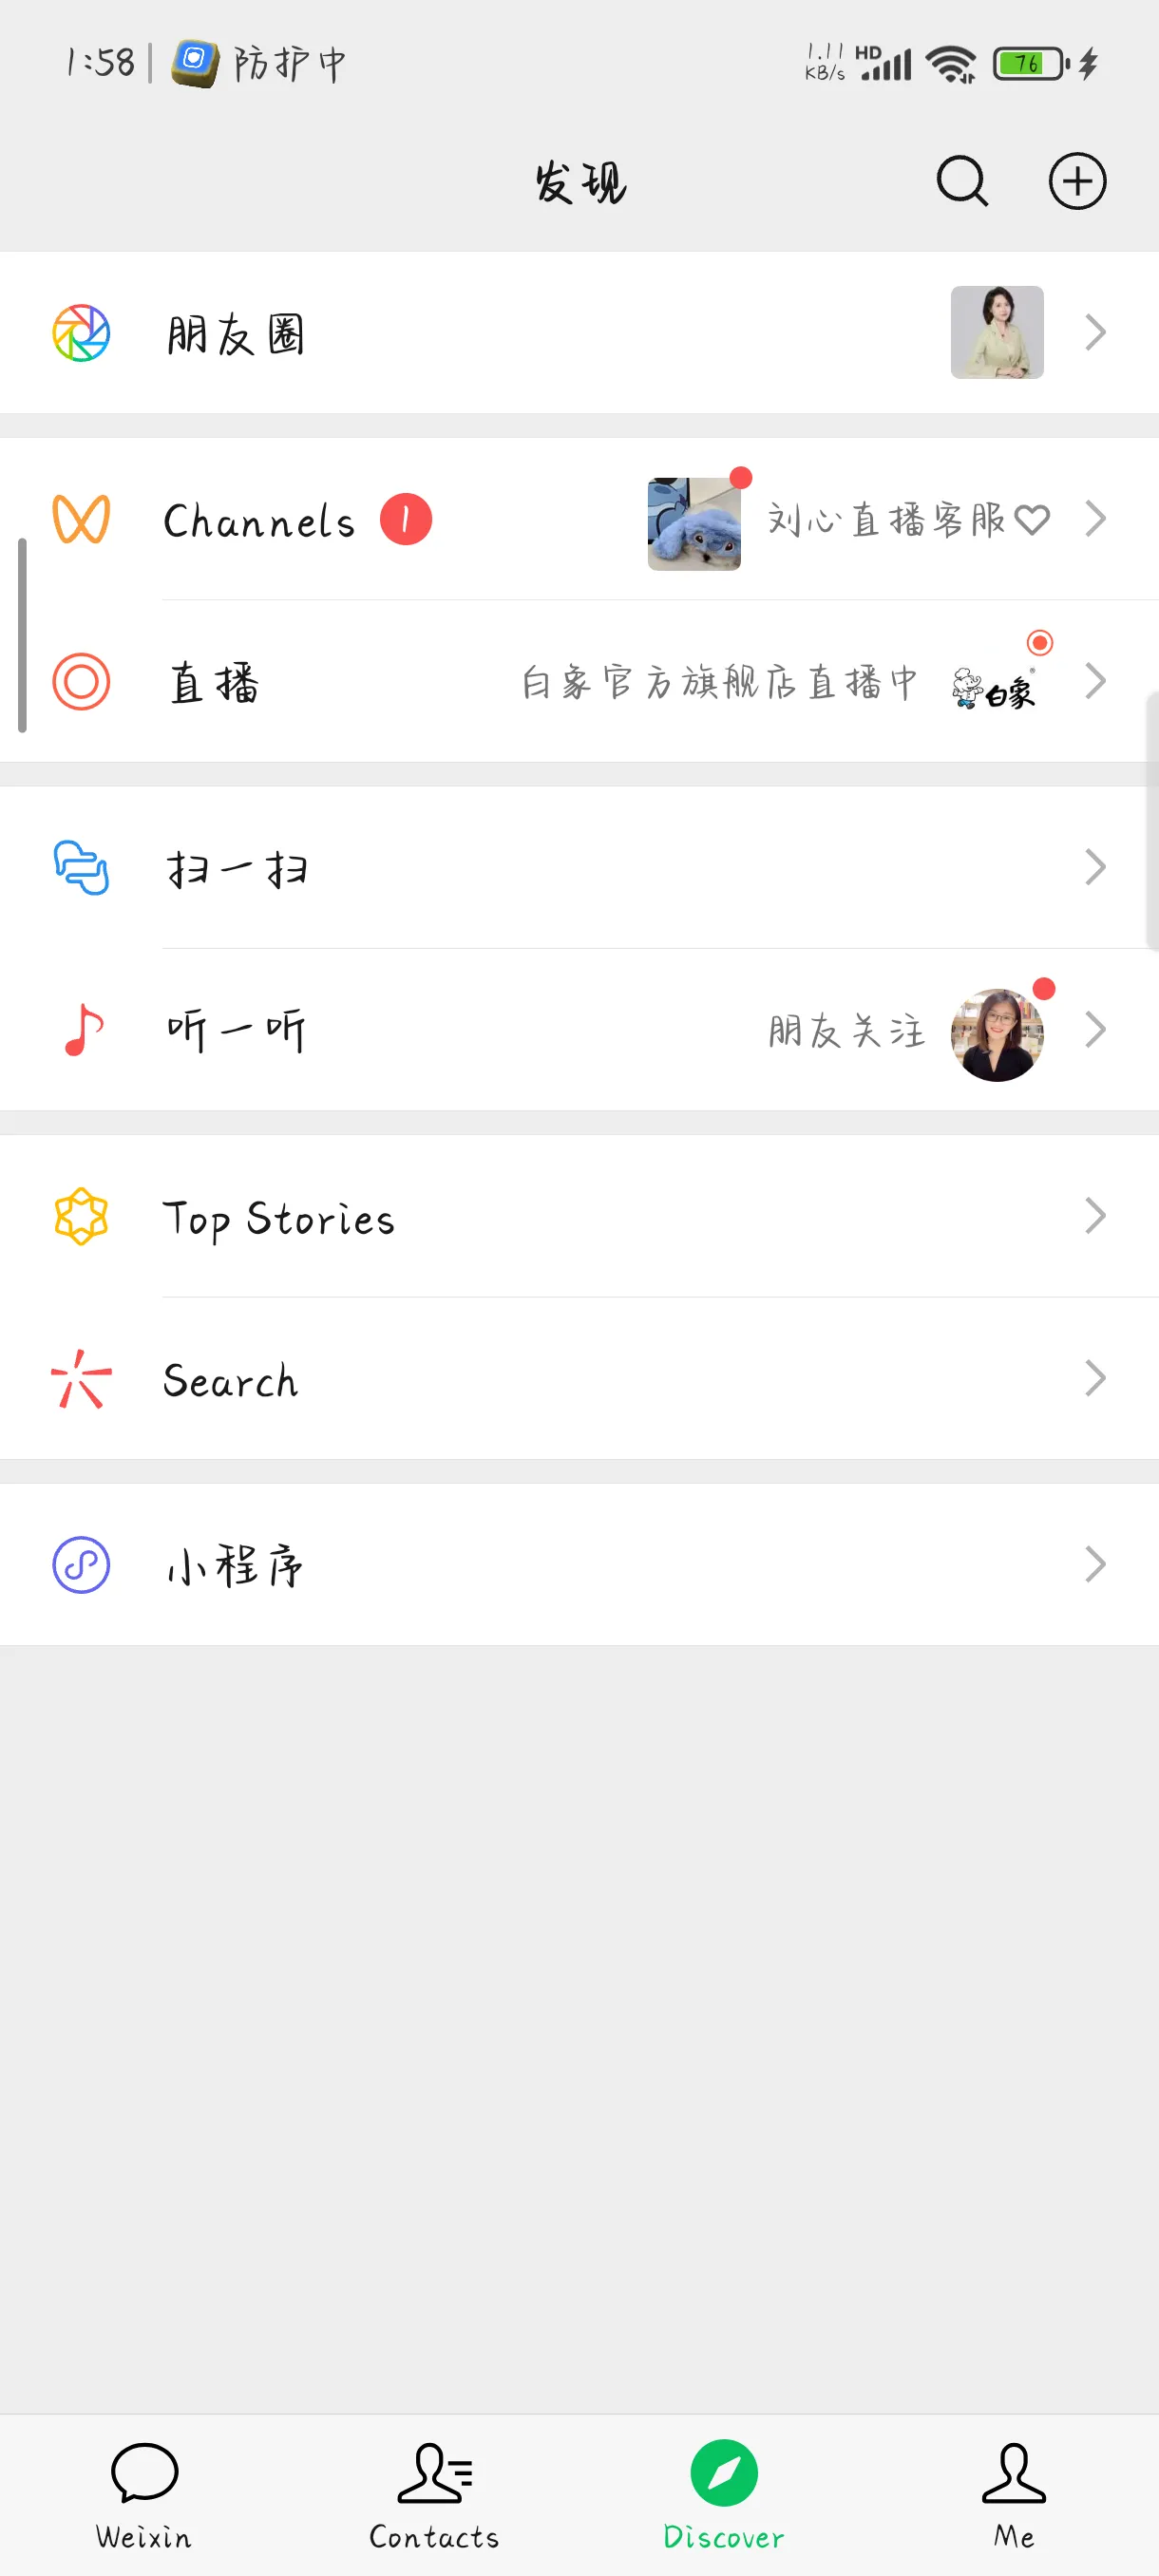 1:58 防护中 1.11 KB/s HD 76
发现
朋友圈
Channels 1 刘心直播客服♡
直播 白象官方旗舰店直播中 白象
扫一扫
听一听 朋友关注
Top Stories
Search
小程序
Weixin Contacts Discover Me